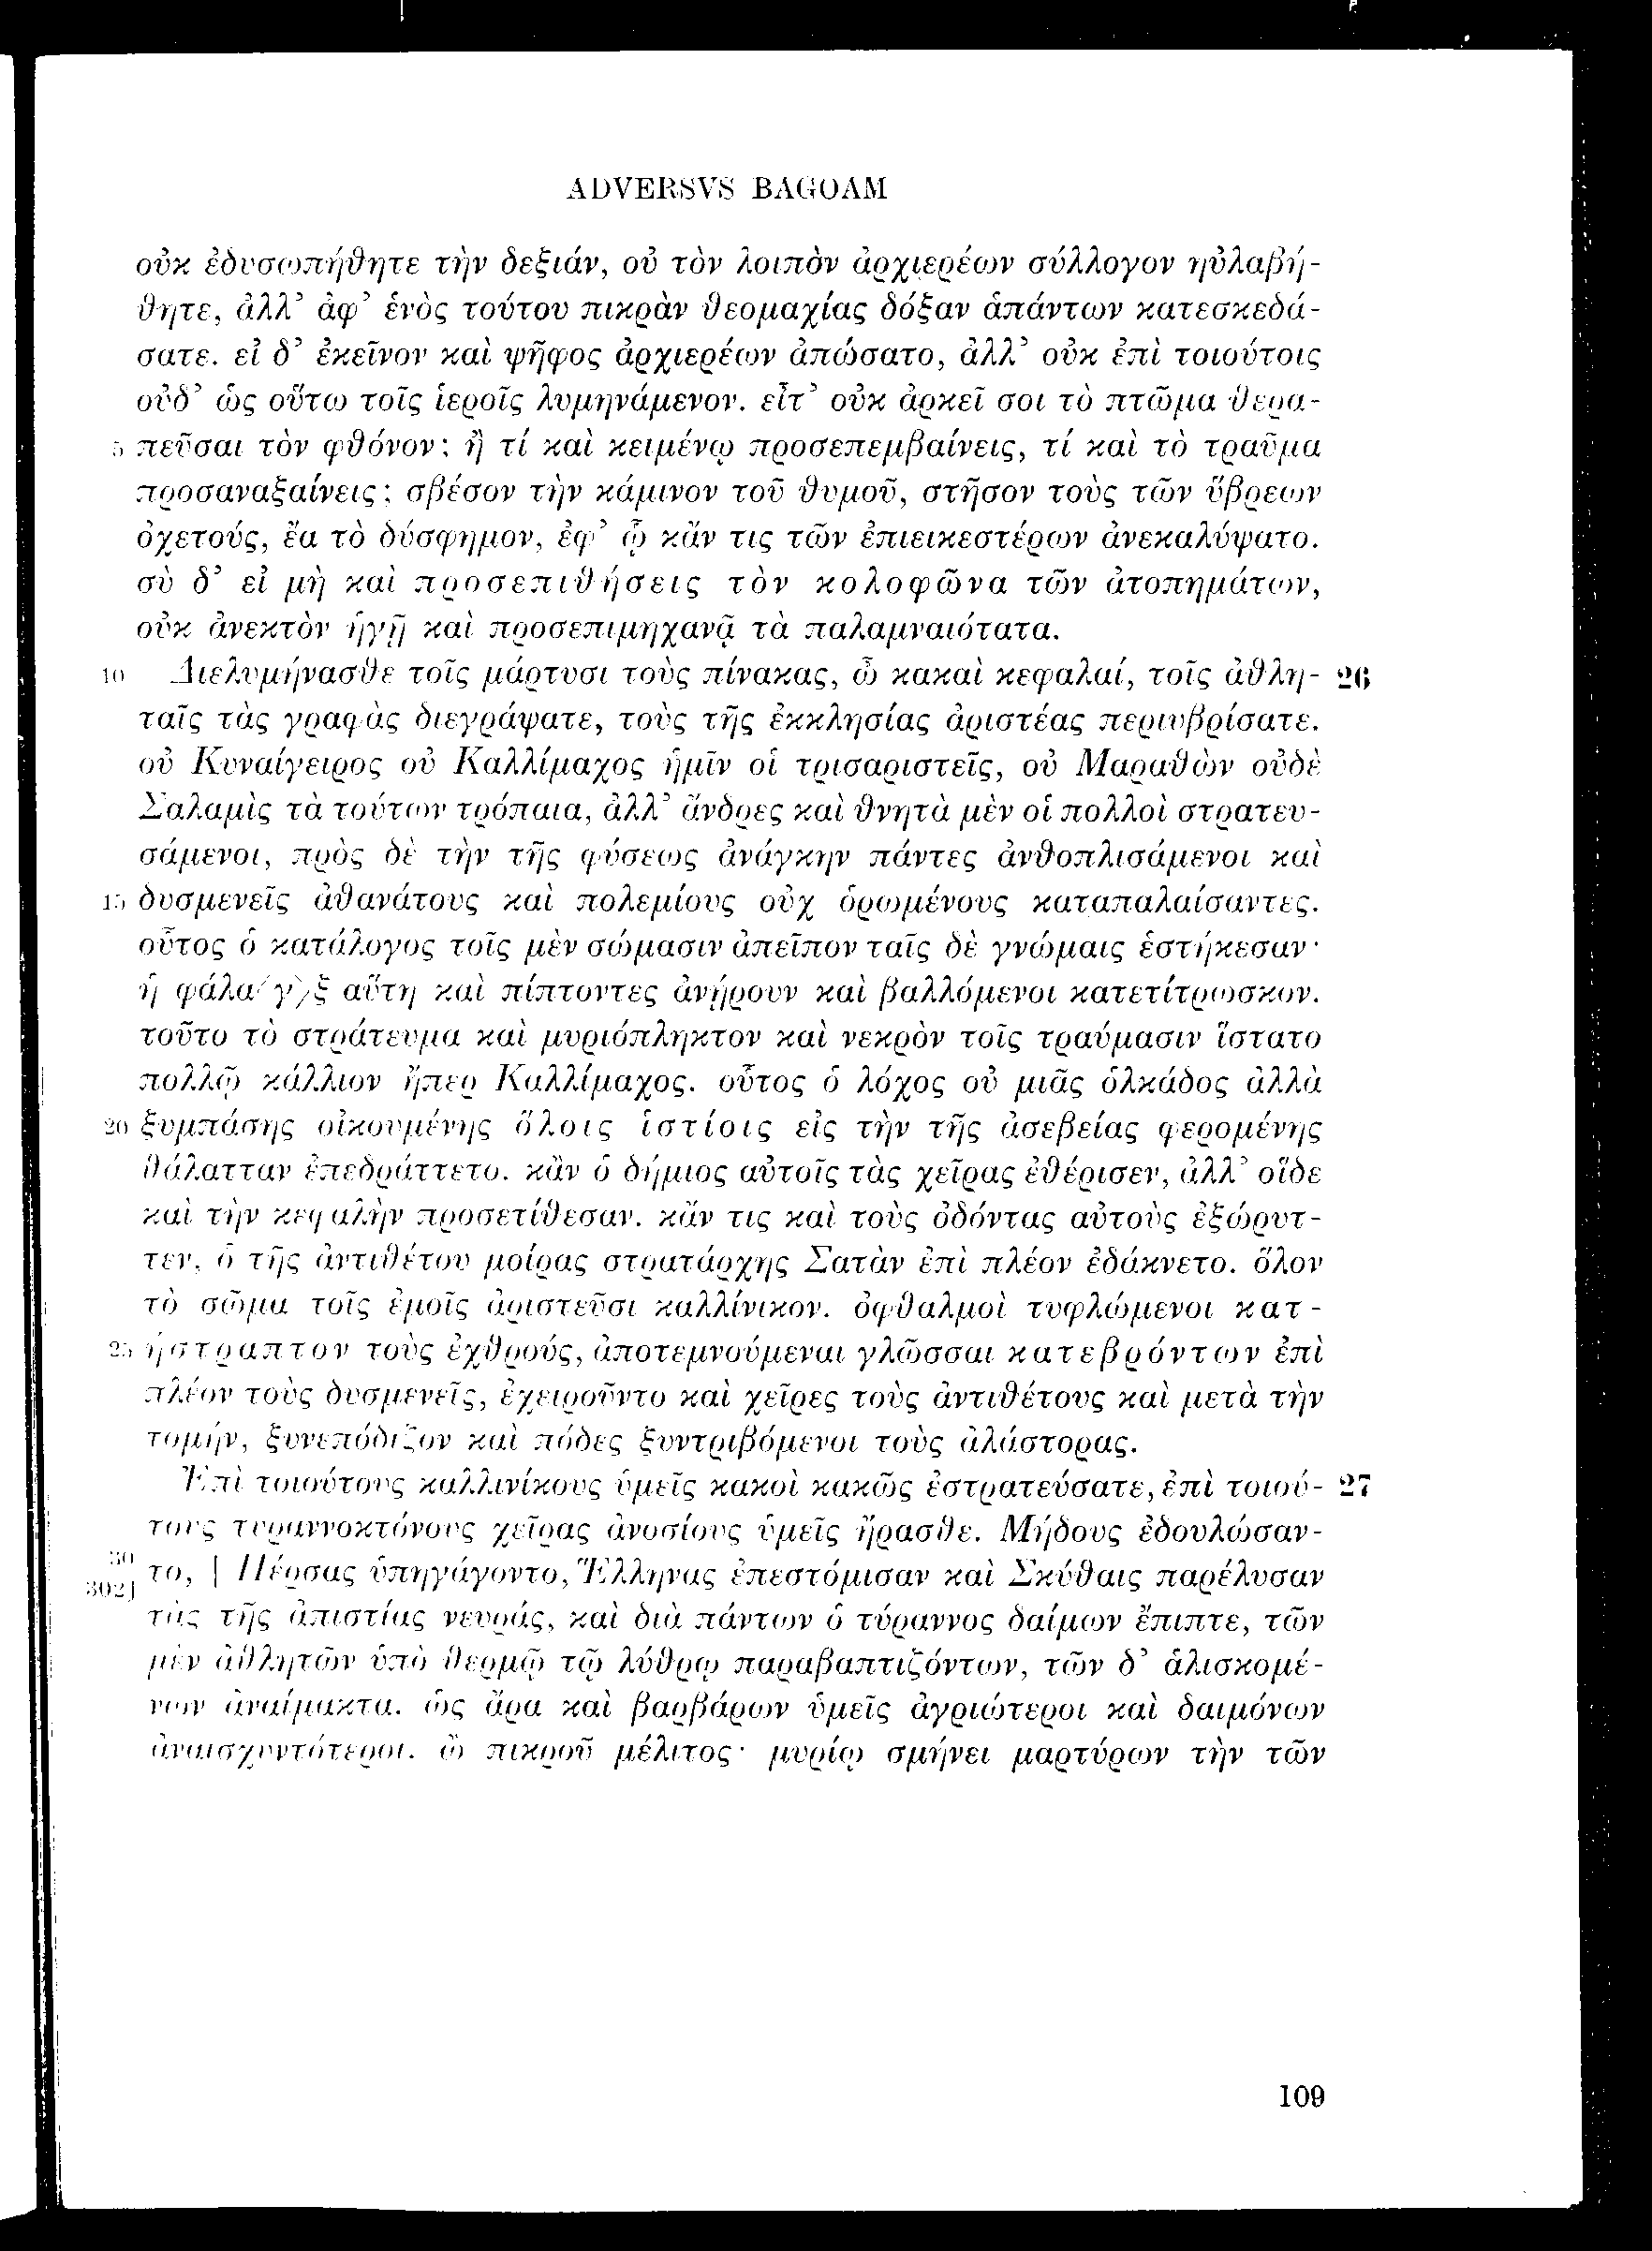 ADVERSVS BAGOAM
οὐκ ἐδυσωπήθητε τὴν δεξιάν, οὐ τὸν λοιπὸν ἀρχιερέων σύλλογον ηὐλαβή-
θητε, ἀλλ’ ἀφ’ ἑνὸς τούτου πικρὰν θεομαχίας δόξαν ἁπάντων κατεσκεδά-
σατε. εἰ δ’ ἐκεῖνον καὶ ψῆφος ἀρχιερέων ἀπώσατο, ἀλλ’ οὐκ ἐπὶ τοιούτοις
οὐδ’ ὡς οὕτω τοῖς ἱεροῖς λυμηνάμενον. εἶτ’ οὐκ ἀρκεῖ σοι τὸ πτῶμα θερα-
5 πεῦσαι τὸν φθόνον; ἢ τί καὶ κειμένῳ προσεπεμβαίνεις, τί καὶ τὸ τραῦμα
προσαναξαίνεις; σβέσον τὴν κάμινον τοῦ θυμοῦ, στῆσον τοὺς τῶν ὕβρεων
ὀχετούς, ἔα τὸ δύσφημον, ἐφ’ ᾧ κἄν τις τῶν ἐπιεικεστέρων ἀνεκαλύψατο.
σὺ δ’ εἰ μὴ καὶ προσεπιθήσεις τὸν κολοφῶνα τῶν ἀτοπημάτων,
οὐκ ἀνεκτὸν ἡγῇ καὶ προσεπιμηχανᾷ τὰ παλαμναιότατα.
10 Διελυμήνασθε τοῖς μάρτυσι τοὺς πίνακας, ὦ κακαὶ κεφαλαί, τοῖς ἀθλη- 26
ταῖς τὰς γραφὰς διεγράψατε, τοὺς τῆς ἐκκλησίας ἀριστέας περιυβρίσατε.
οὐ Κυναίγειρος οὐ Καλλίμαχος ἡμῖν οἱ τρισαριστεῖς, οὐ Μαραθὼν οὐδὲ
Σαλαμὶς τὰ τούτων τρόπαια, ἀλλ’ ἄνδρες καὶ θνητὰ μὲν οἱ πολλοὶ στρατευ-
σάμενοι, πρὸς δὲ τὴν τῆς φύσεως ἀνάγκην πάντες ἀνθοπλισάμενοι καὶ
15 δυσμενεῖς ἀθανάτους καὶ πολεμίους οὐχ ὁρωμένους καταπαλαίσαντες.
οὗτος ὁ κατάλογος τοῖς μὲν σώμασιν ἀπεῖπον ταῖς δὲ γνώμαις ἑστήκεσαν·
ἡ φάλα⟨γ⟩ξ αὕτη καὶ πίπτοντες ἀνῄρουν καὶ βαλλόμενοι κατετίτρωσκον.
τοῦτο τὸ στράτευμα καὶ μυριόπληκτον καὶ νεκρὸν τοῖς τραύμασιν ἵστατο
πολλῷ κάλλιον ἤπερ Καλλίμαχος. οὗτος ὁ λόχος οὐ μιᾶς ὁλκάδος ἀλλὰ
20 ξυμπάσης οἰκουμένης ὅλοις ἱστίοις εἰς τὴν τῆς ἀσεβείας φερομένης
θάλατταν ἐπεδράττετο. κἂν ὁ δήμιος αὐτοῖς τὰς χεῖρας ἐθέρισεν, ἀλλ’ οἵδε
καὶ τὴν κεφαλὴν προσετίθεσαν. κἄν τις καὶ τοὺς ὀδόντας αὐτοὺς ἐξώρυτ-
τεν, ὁ τῆς ἀντιθέτου μοίρας στρατάρχης Σατὰν ἐπὶ πλέον ἐδάκνετο. ὅλον
τὸ σῶμα τοῖς ἐμοῖς ἀριστεῦσι καλλίνικον. ὀφθαλμοὶ τυφλώμενοι κατ-
25 ήστραπτον τοὺς ἐχθρούς, ἀποτεμνούμεναι γλῶσσαι κατεβρόντων ἐπὶ
πλέον τοὺς δυσμενεῖς, ἐχειροῦντο καὶ χεῖρες τοὺς ἀντιθέτους καὶ μετὰ τὴν
τομήν, ξυνεπόδιζον καὶ πόδες ξυντριβόμενοι τοὺς ἀλάστορας.
Ἐπὶ τοιούτους καλλινίκους ὑμεῖς κακοὶ κακῶς ἐστρατεύσατε, ἐπὶ τοιού- 27
τους τυραννοκτόνους χεῖρας ἀνοσίους ὑμεῖς ἤρασθε. Μήδους ἐδουλώσαν-
30 302] το, | Πέρσας ὑπηγάγοντο, Ἕλληνας ἐπεστόμισαν καὶ Σκύθαις παρέλυσαν
τὰς τῆς ἀπιστίας νευράς, καὶ διὰ πάντων ὁ τύραννος δαίμων ἔπιπτε, τῶν
μὲν ἀθλητῶν ὑπὸ θερμῷ τῷ λύθρῳ παραβαπτιζόντων, τῶν δ’ ἁλισκομέ-
νων ἀναίμακτα. ὡς ἄρα καὶ βαρβάρων ὑμεῖς ἀγριώτεροι καὶ δαιμόνων
ἀναισχυντότεροι. ὢ πικροῦ μέλιτος· μυρίῳ σμήνει μαρτύρων τὴν τῶν
109